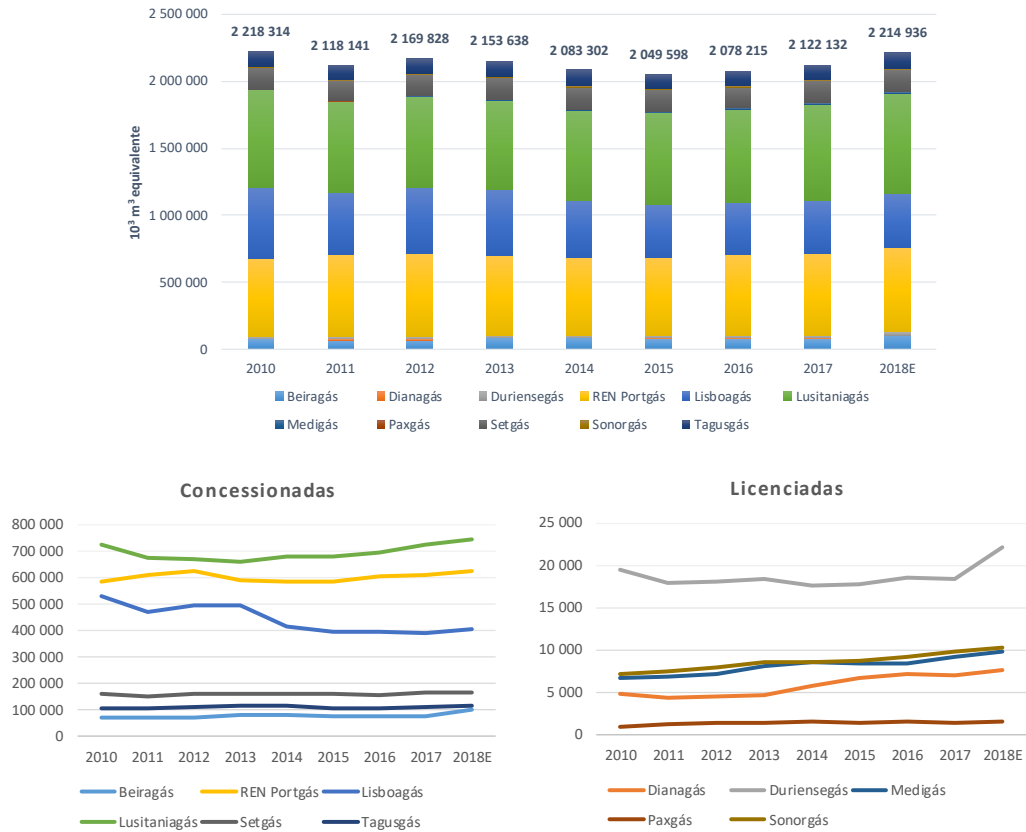 2 500 000
2 218 314 2 118 141 2 169 828 2 153 638 2 083 302 2 049 598 2 078 215 2 122 132 2 214 936
2 000 000
1 500 000
10³ m³ equivalente
1 000 000
500 000
0
2010 2011 2012 2013 2014 2015 2016 2017 2018E
Beiragás Dianagás Duriensegás REN Portgás Lisboagás Lusitaniagás
Medigás Paxgás Setgás Sonorgás Tagusgás
Concessionadas
800 000
700 000
600 000
500 000
400 000
300 000
200 000
100 000
0
2010 2011 2012 2013 2014 2015 2016 2017 2018E
Beiragás REN Portgás Lisboagás
Lusitaniagás Setgás Tagusgás
Licenciadas
25 000
20 000
15 000
10 000
5 000
0
2010 2011 2012 2013 2014 2015 2016 2017 2018E
Dianagás Duriensegás Medigás
Paxgás Sonorgás